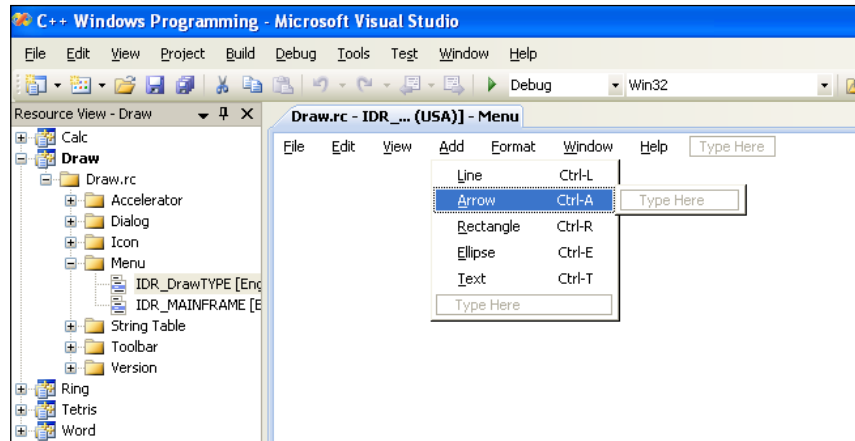 C++ Windows Programming - Microsoft Visual Studio
File Edit View Project Build Debug Tools Test Window Help
Debug Win32
Resource View - Draw
Draw.rc - IDR_... (USA)] - Menu
Calc
Draw
Draw.rc
Accelerator
Dialog
Icon
Menu
IDR_DrawTYPE [Eng
IDR_MAINFRAME [E
String Table
Toolbar
Version
Ring
Tetris
Word
File Edit View Add Format Window Help Type Here
Line Ctrl-L
Arrow Ctrl-A Type Here
Rectangle Ctrl-R
Ellipse Ctrl-E
Text Ctrl-T
Type Here